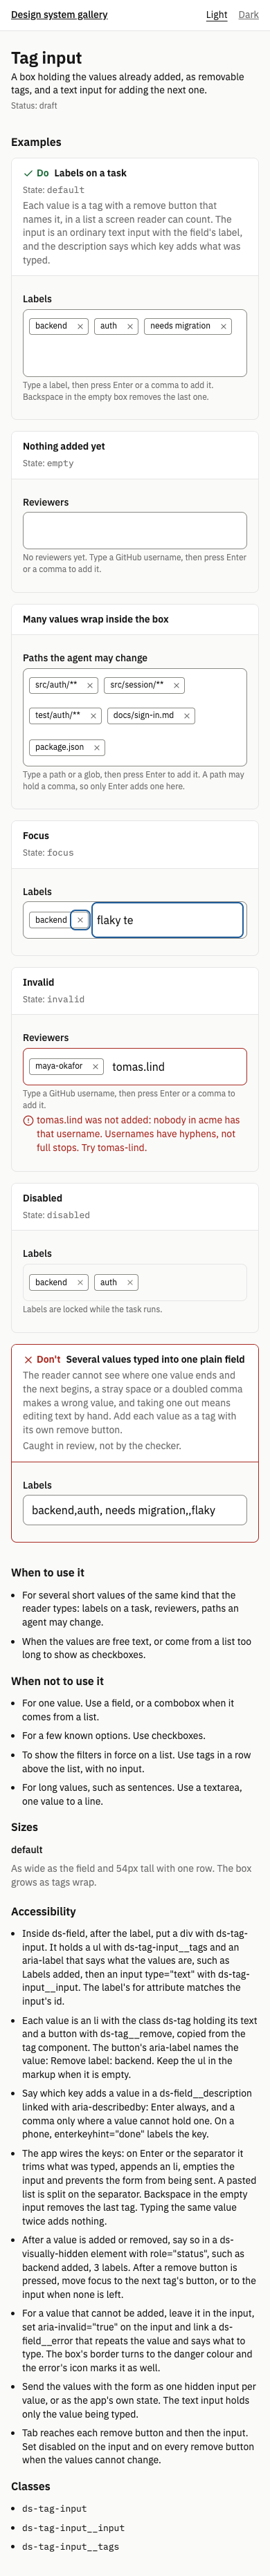 Design system gallery
Light
Dark
Tag input
A box holding the values already added, as removable
tags, and a text input for adding the next one.
Status: draft
Examples
Do Labels on a task
State: default
Each value is a tag with a remove button that
names it, in a list a screen reader can count. The
input is an ordinary text input with the field's label,
and the description says which key adds what was
typed.
Labels
backend
auth
needs migration
Type a label, then press Enter or a comma to add it.
Backspace in the empty box removes the last one.
Nothing added yet
State: empty
Reviewers
No reviewers yet. Type a GitHub username, then press Enter
or a comma to add it.
Many values wrap inside the box
Paths the agent may change
src/auth/**
src/session/**
test/auth/**
docs/sign-in.md
package.json
Type a path or a glob, then press Enter to add it. A path may
hold a comma, so only Enter adds one here.
Focus
State: focus
Labels
backend
flaky te
Invalid
State: invalid
Reviewers
maya-okafor
tomas.lind
Type a GitHub username, then press Enter or a comma to
add it.
tomas.lind was not added: nobody in acme has
that username. Usernames have hyphens, not
full stops. Try tomas-lind.
Disabled
State: disabled
Labels
backend
auth
Labels are locked while the task runs.
Don't Several values typed into one plain field
The reader cannot see where one value ends and
the next begins, a stray space or a doubled comma
makes a wrong value, and taking one out means
editing text by hand. Add each value as a tag with
its own remove button.
Caught in review, not by the checker.
Labels
backend,auth, needs migration,,flaky
When to use it
• For several short values of the same kind that the
reader types: labels on a task, reviewers, paths an
agent may change.
• When the values are free text, or come from a list too
long to show as checkboxes.
When not to use it
• For one value. Use a field, or a combobox when it
comes from a list.
• For a few known options. Use checkboxes.
• To show the filters in force on a list. Use tags in a row
above the list, with no input.
• For long values, such as sentences. Use a textarea,
one value to a line.
Sizes
default
As wide as the field and 54px tall with one row. The box
grows as tags wrap.
Accessibility
• Inside ds-field, after the label, put a div with ds-tag-
input. It holds a ul with ds-tag-input__tags and an
aria-label that says what the values are, such as
Labels added, then an input type="text" with ds-tag-
input__input. The label's for attribute matches the
input's id.
• Each value is an li with the class ds-tag holding its text
and a button with ds-tag__remove, copied from the
tag component. The button's aria-label names the
value: Remove label: backend. Keep the ul in the
markup when it is empty.
• Say which key adds a value in a ds-field__description
linked with aria-describedby: Enter always, and a
comma only where a value cannot hold one. On a
phone, enterkeyhint="done" labels the key.
• The app wires the keys: on Enter or the separator it
trims what was typed, appends an li, empties the
input and prevents the form from being sent. A pasted
list is split on the separator. Backspace in the empty
input removes the last tag. Typing the same value
twice adds nothing.
• After a value is added or removed, say so in a ds-
visually-hidden element with role="status", such as
backend added, 3 labels. After a remove button is
pressed, move focus to the next tag's button, or to the
input when none is left.
• For a value that cannot be added, leave it in the input,
set aria-invalid="true" on the input and link a ds-
field__error that repeats the value and says what to
type. The box's border turns to the danger colour and
the error's icon marks it as well.
• Send the values with the form as one hidden input per
value, or as the app's own state. The text input holds
only the value being typed.
• Tab reaches each remove button and then the input.
Set disabled on the input and on every remove button
when the values cannot change.
Classes
• ds-tag-input
• ds-tag-input__input
• ds-tag-input__tags